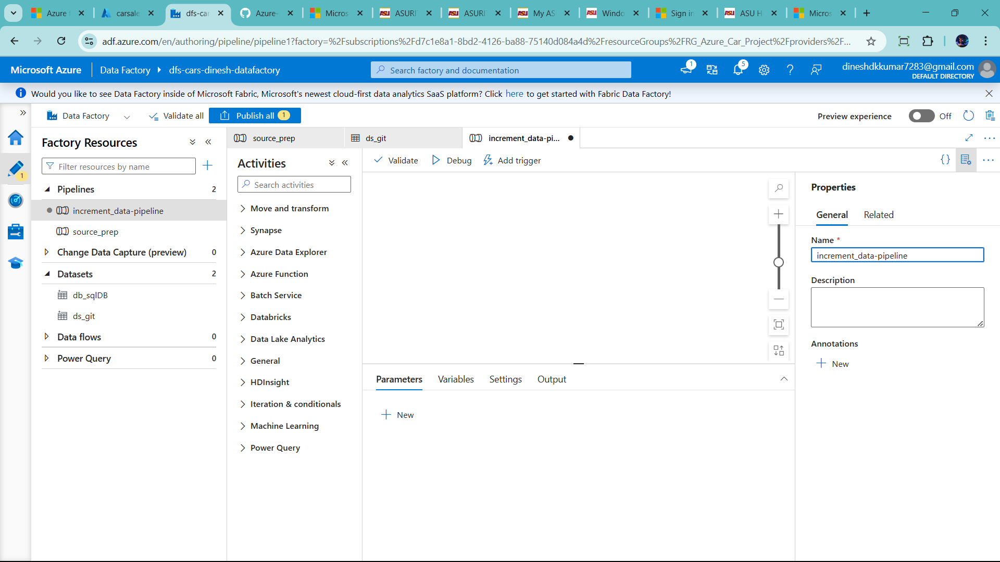 Azure
carsale
dfs-car
Azure-
Micros
ASURI
ASURI
My AS
Windo
Sign in
ASU H
Micros
adf.azure.com/en/authoring/pipeline/pipeline1?factory=%2Fsubscriptions%2Fd7c1e8a1-8bd2-4126-ba88-75140d084a4d%2FresourceGroups%2FRG_Azure_Car_Project%2Fproviders%2F...
Microsoft Azure
Data Factory
dfs-cars-dinesh-datafactory
Search factory and documentation
1
5
dineshdkkumar7283@gmail.com
DEFAULT DIRECTORY
Would you like to see Data Factory inside of Microsoft Fabric, Microsoft's newest cloud-first data analytics SaaS platform? Click here to get started with Fabric Data Factory!
Data Factory
Validate all
Publish all 1
Preview experience
Off
1
Factory Resources
Filter resources by name
Pipelines 2
increment_data-pipeline
source_prep
Change Data Capture (preview) 0
Datasets 2
db_sqlDB
ds_git
Data flows 0
Power Query 0
source_prep
ds_git
increment_data-pi...
Activities
Search activities
Move and transform
Synapse
Azure Data Explorer
Azure Function
Batch Service
Databricks
Data Lake Analytics
General
HDInsight
Iteration & conditionals
Machine Learning
Power Query
Validate
Debug
Add trigger
Parameters
Variables
Settings
Output
New
Properties
General
Related
Name *
increment_data-pipeline
Description
Annotations
New